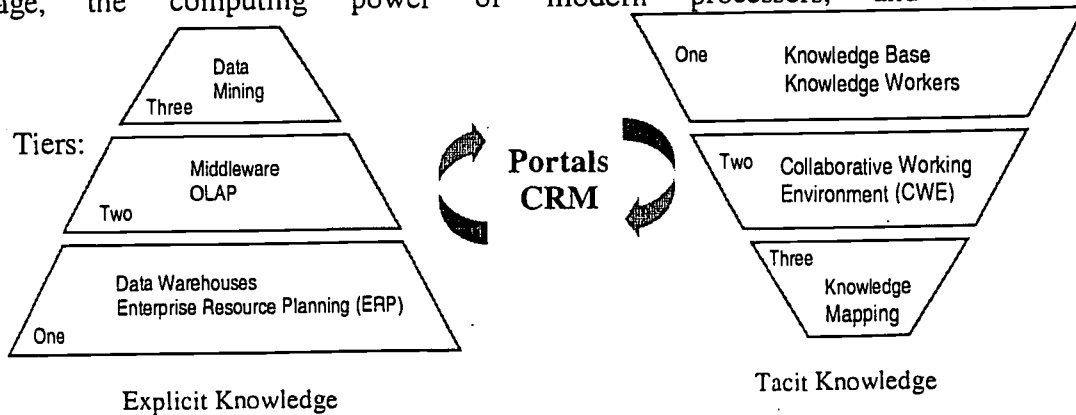 the computing power of modern processors, and
Data
Mining
Three
Tiers:
Middleware
OLAP
Two
Data Warehouses
Enterprise Resource Planning (ERP)
One
Explicit Knowledge
Portals
CRM
One
Knowledge Base
Knowledge Workers
Two
Collaborative Working
Environment (CWE)
Three
Knowledge
Mapping
Tacit Knowledge